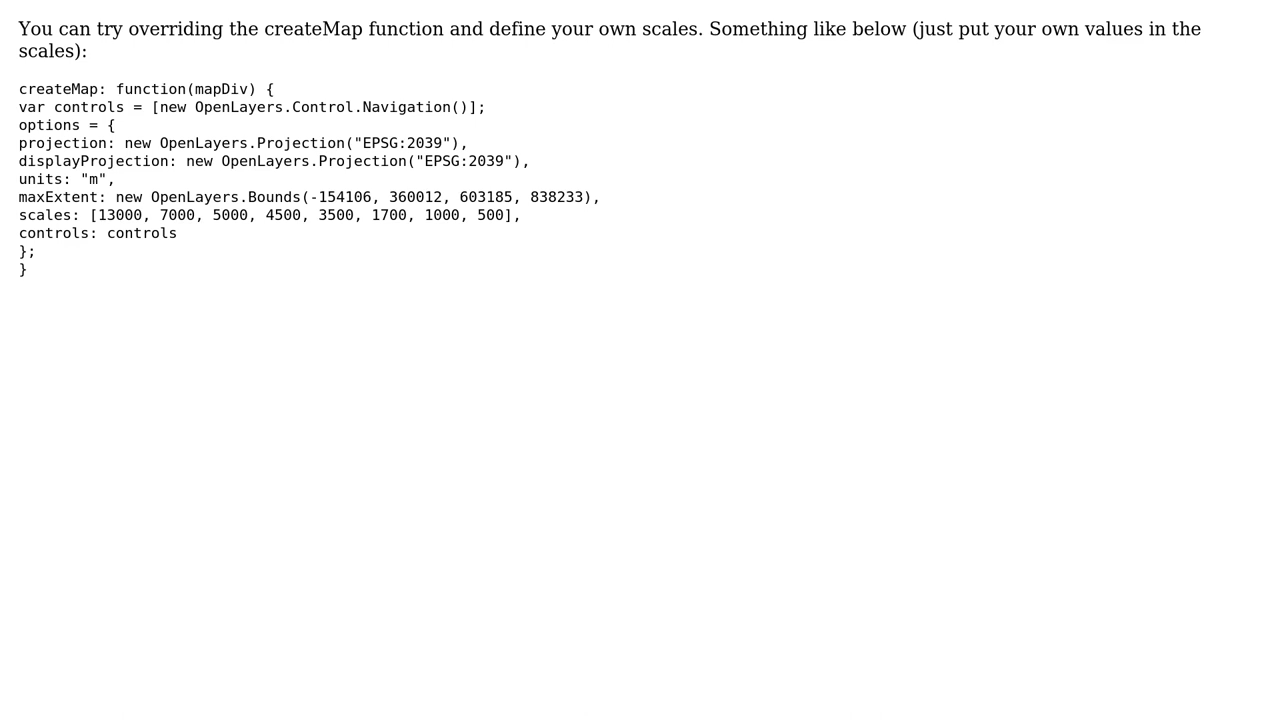 You can try overriding the createMap function and define your own scales. Something like below (just put your own values in the
scales):
createMap: function(mapDiv) {
var controls = [new OpenLayers.Control.Navigation()];
options = {
projection: new OpenLayers.Projection("EPSG:2039"),
displayProjection: new OpenLayers.Projection("EPSG:2039"),
units: "m",
maxExtent: new OpenLayers.Bounds(-154106, 360012, 603185, 838233),
scales: [13000, 7000, 5000, 4500, 3500, 1700, 1000, 500],
controls: controls
};
}